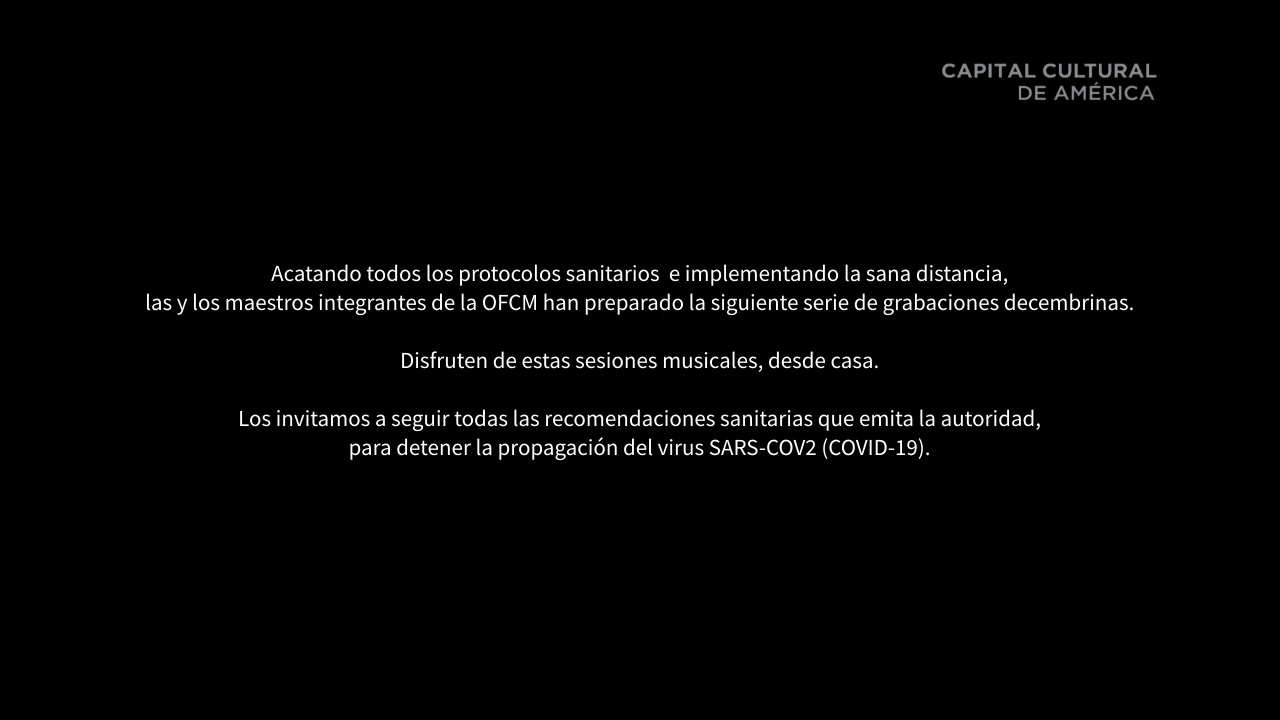 CAPITAL CULTURAL
DE AMÉRICA
Acatando todos los protocolos sanitarios  e implementando la sana distancia,
las y los maestros integrantes de la OFCM han preparado la siguiente serie de grabaciones decembrinas.
Disfruten de estas sesiones musicales, desde casa.
Los invitamos a seguir todas las recomendaciones sanitarias que emita la autoridad,
para detener la propagación del virus SARS-COV2 (COVID-19).